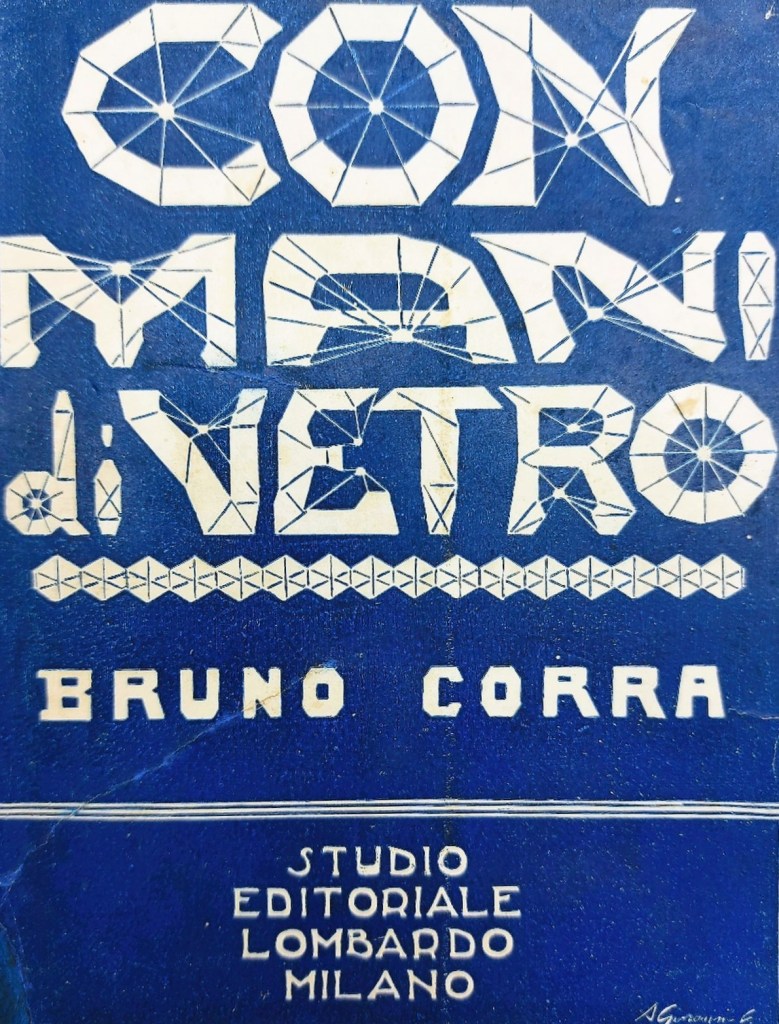 CON
MANI
di VETRO
BRUNO CORRA
STUDIO
EDITORIALE
LOMBARDO
MILANO